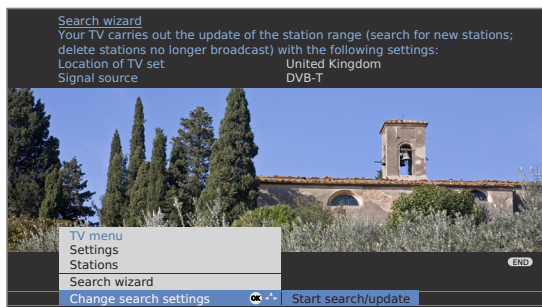 Search wizard
Your TV carries out the update of the station range (search for new stations;
delete stations no longer broadcast) with the following settings:
Location of TV set United Kingdom
Signal source DVB-T
TV menu
Settings
Stations
END
Search wizard
Change search settings OK Start search/update